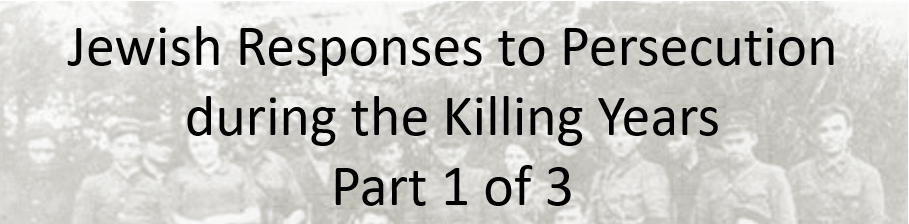 Jewish Responses to Persecution
during the Killing Years
Part 1 of 3